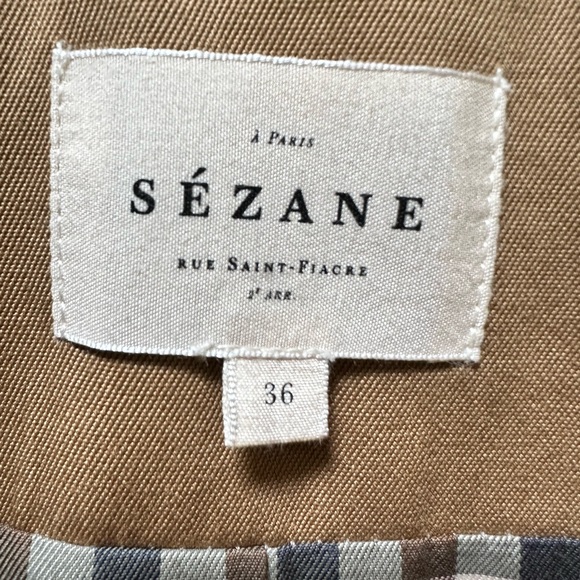 À PARIS
SÉZANE
RUE SAINT-FIACRE
2ᵉ ARR.
36